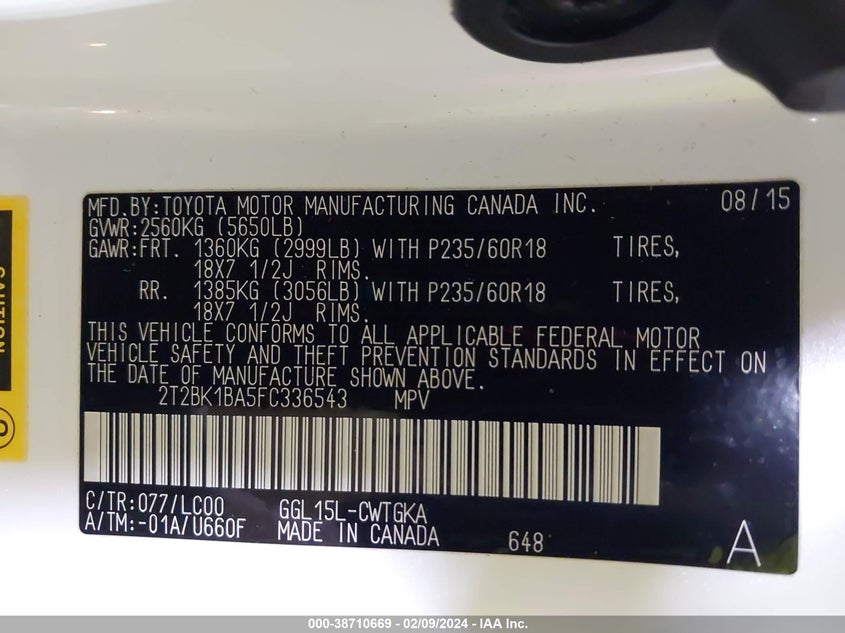 MFD.BY:TOYOTA MOTOR MANUFACTURING CANADA INC. 08/15
GVWR:2560KG (5650LB)
GAWR:FRT. 1360KG (2999LB) WITH P235/60R18 TIRES,
18X7 1/2J RIMS.
RR. 1385KG (3056LB) WITH P235/60R18 TIRES,
18X7 1/2J RIMS.
THIS VEHICLE CONFORMS TO ALL APPLICABLE FEDERAL MOTOR
VEHICLE SAFETY AND THEFT PREVENTION STANDARDS IN EFFECT ON
THE DATE OF MANUFACTURE SHOWN ABOVE.
2T2BK1BA5FC336543 MPV
C/TR:077/LC00 GGL15L-CWTGKA
A/TM:-01A/U660F MADE IN CANADA 648 A
CAUTION
000-38710669 - 02/09/2024 - IAA Inc.